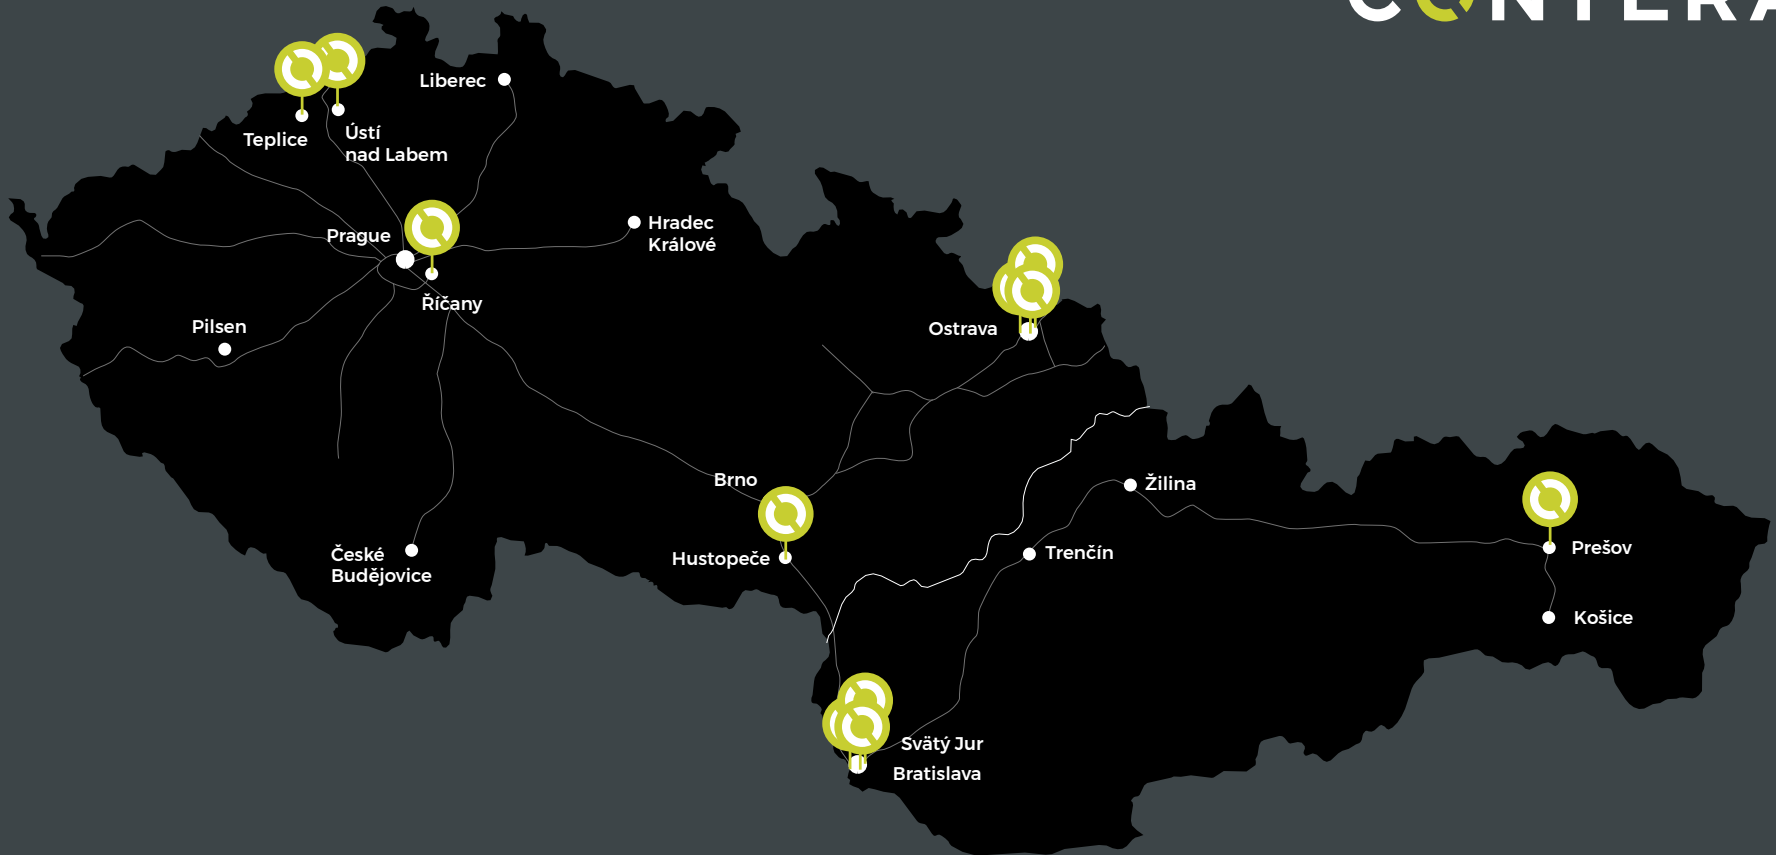 CONTERA
Liberec
Teplice
Ústí
nad Labem
Prague
Hradec
Králové
Říčany
Pilsen
Ostrava
Brno
Žilina
České
Budějovice
Hustopeče
Trenčín
Prešov
Košice
Svätý Jur
Bratislava